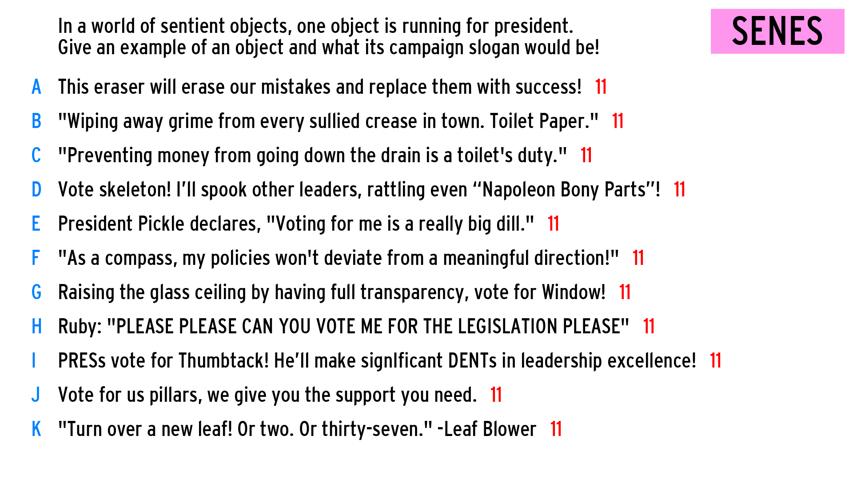 In a world of sentient objects, one object is running for president.
Give an example of an object and what its campaign slogan would be!
SENES
A This eraser will erase our mistakes and replace them with success! 11
B "Wiping away grime from every sullied crease in town. Toilet Paper." 11
C "Preventing money from going down the drain is a toilet's duty." 11
D Vote skeleton! I’ll spook other leaders, rattling even “Napoleon Bony Parts”! 11
E President Pickle declares, "Voting for me is a really big dill." 11
F "As a compass, my policies won't deviate from a meaningful direction!" 11
G Raising the glass ceiling by having full transparency, vote for Window! 11
H Ruby: "PLEASE PLEASE CAN YOU VOTE ME FOR THE LEGISLATION PLEASE" 11
I PRESs vote for Thumbtack! He’ll make signIficant DENTs in leadership excellence! 11
J Vote for us pillars, we give you the support you need. 11
K "Turn over a new leaf! Or two. Or thirty-seven." -Leaf Blower 11